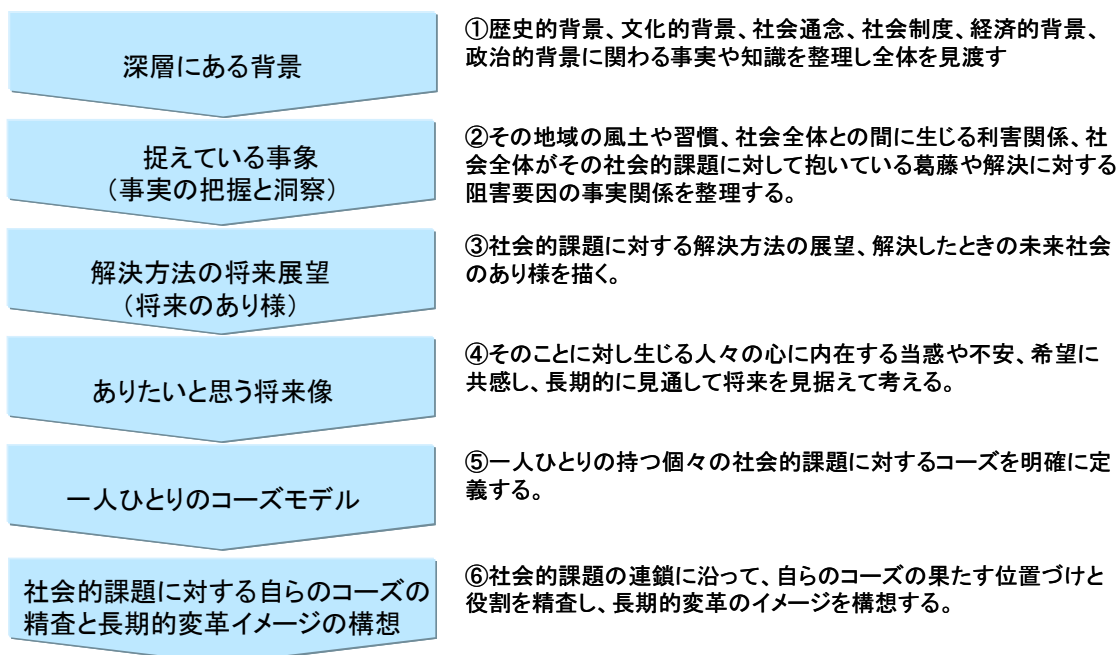 深層にある背景
①歴史的背景、文化的背景、社会通念、社会制度、経済的背景、
政治的背景に関わる事実や知識を整理し全体を見渡す
捉えている事象
（事実の把握と洞察）
②その地域の風土や習慣、社会全体との間に生じる利害関係、社
会全体がその社会的課題に対して抱いている葛藤や解決に対する
阻害要因の事実関係を整理する。
解決方法の将来展望
（将来のあり様）
③社会的課題に対する解決方法の展望、解決したときの未来社会
のあり様を描く。
ありたいと思う将来像
④そのことに対し生じる人々の心に内在する当惑や不安、希望に
共感し、長期的に見通して将来を見据えて考える。
一人ひとりのコーズモデル
⑤一人ひとりの持つ個々の社会的課題に対するコーズを明確に定
義する。
社会的課題に対する自らのコーズの
精査と長期的変革イメージの構想
⑥社会的課題の連鎖に沿って、自らのコーズの果たす位置づけと
役割を精査し、長期的変革のイメージを構想する。